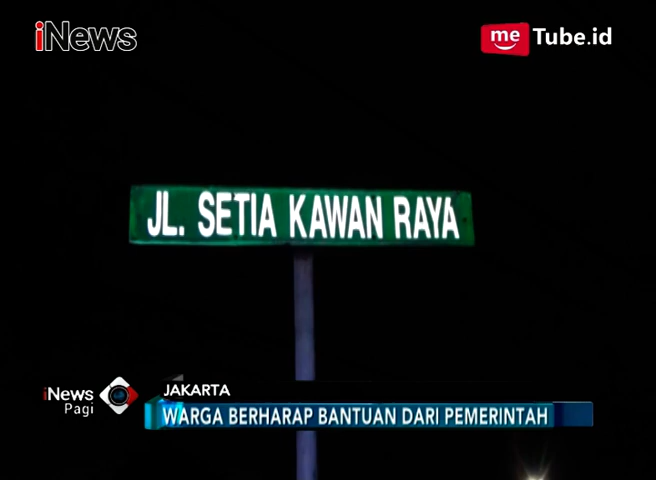 iNews
me Tube.id
JL. SETIA KAWAN RAYA
iNews
Pagi
JAKARTA
WARGA BERHARAP BANTUAN DARI PEMERINTAH